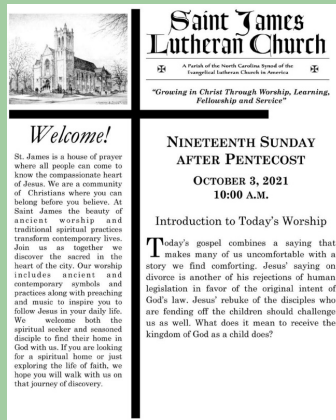 Saint James
Lutheran Church
A Parish of the North Carolina Synod of the
Evangelical Lutheran Church in America
"Growing in Christ Through Worship, Learning,
Fellowship and Service"
Welcome!
St. James is a house of prayer
where all people can come to
know the compassionate heart
of Jesus. We are a community
of Christians where you can
belong before you believe. At
Saint James the beauty of
ancient worship and
traditional spiritual practices
transform contemporary lives.
Join us as together we
discover the sacred in the
heart of the city. Our worship
includes ancient and
contemporary symbols and
practices along with preaching
and music to inspire you to
follow Jesus in your daily life.
We welcome both the
spiritual seeker and seasoned
disciple to find their home in
God with us. If you are looking
for a spiritual home or just
exploring the life of faith, we
hope you will walk with us on
that journey of discovery.
NINETEENTH SUNDAY
AFTER PENTECOST
OCTOBER 3, 2021
10:00 A.M.
Introduction to Today's Worship
Today's gospel combines a saying that
makes many of us uncomfortable with a
story we find comforting. Jesus' saying on
divorce is another of his rejections of human
legislation in favor of the original intent of
God's law. Jesus' rebuke of the disciples who
are fending off the children should challenge
us as well. What does it mean to receive the
kingdom of God as a child does?